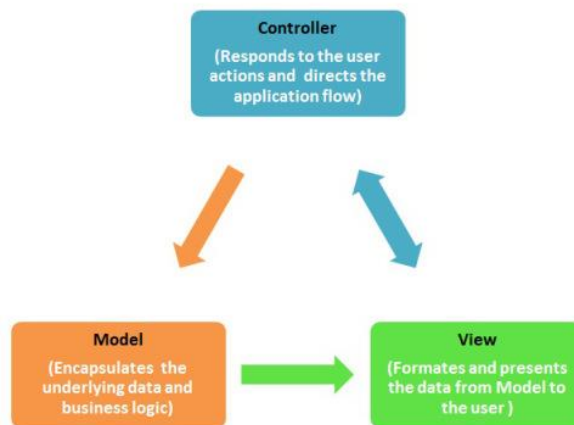 Controller
(Responds to the user
actions and directs the
application flow)
Model
(Encapsulates the
underlying data and
business logic)
View
(Formates and presents
the data from Model to
the user )